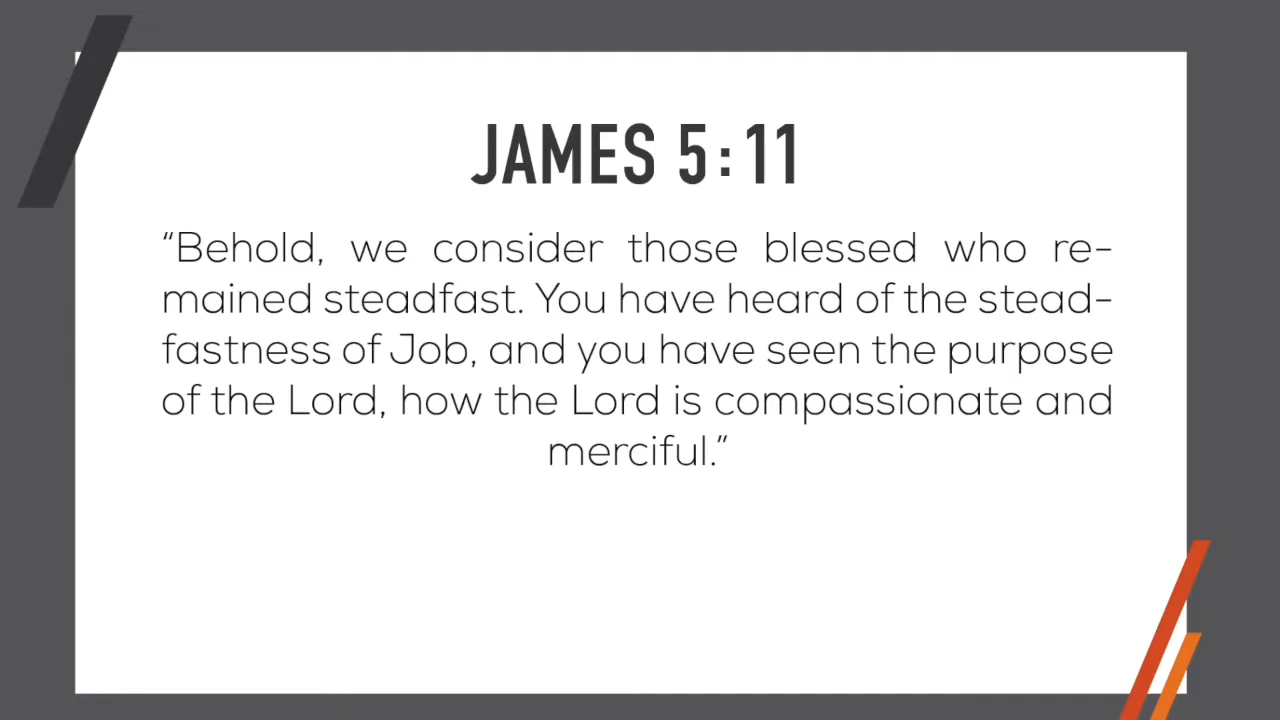 JAMES 5:11
“Behold, we consider those blessed who re-
mained steadfast. You have heard of the stead-
fastness of Job, and you have seen the purpose
of the Lord, how the Lord is compassionate and
merciful.”